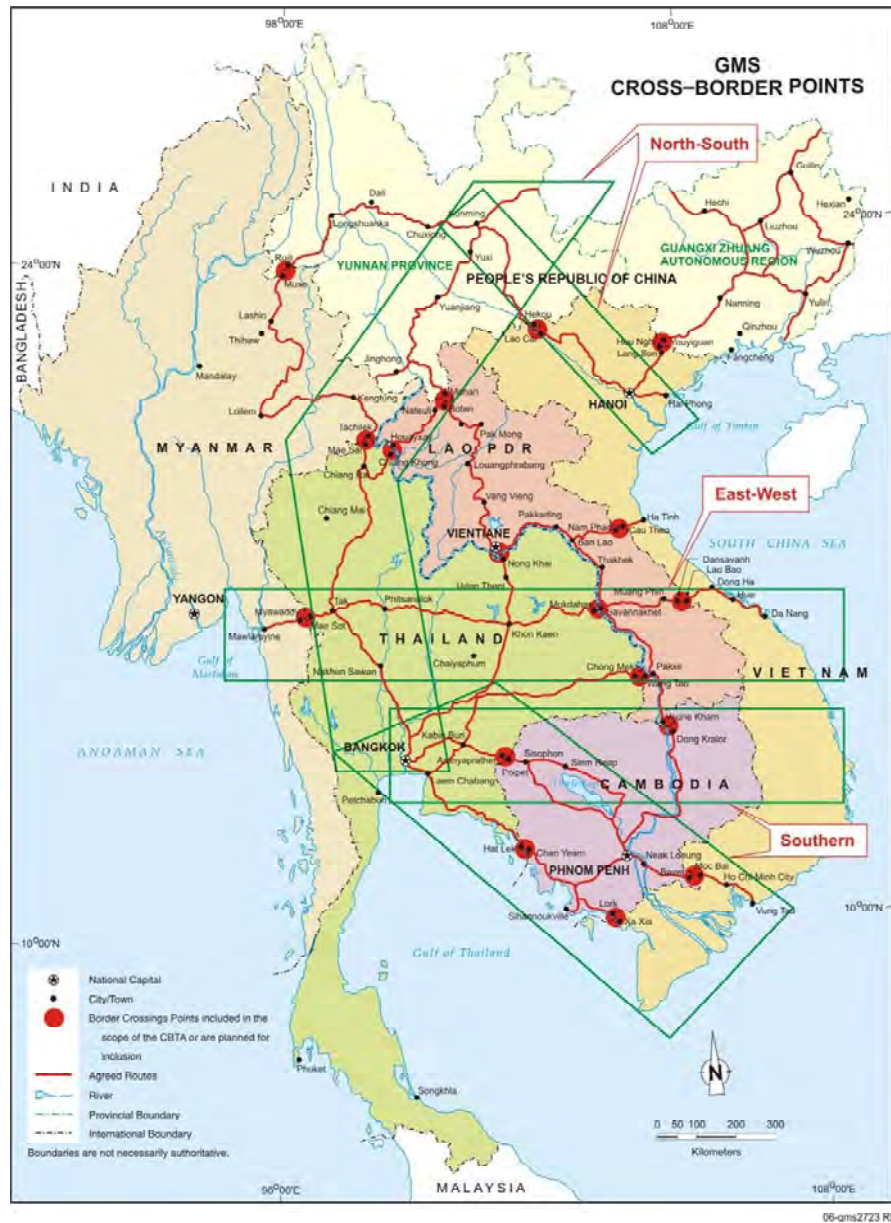 98°00'E
108°00'E
GMS
CROSS–BORDER POINTS
North-South
INDIA
Dali
Longshuanka
Chuxiong
Kunming
Guilin
Hechi
Hexian
24°00'N
Liuzhou
Wuzhou
GUANGXI ZHUANG
AUTONOMOUS REGION
24°00'N
Ruili
Muse
YUNNAN PROVINCE
Yuxi
PEOPLE'S REPUBLIC OF CHINA
BANGLADESH
Yuanjiang
Nanning
Yulin
Lashio
Thihaw
Hekou
Lao Cai
Youyiguan
Lang Son
Qinzhou
Fangcheng
Mandalay
Jinghong
Mohan
HANOI
Hai Phong
Loilem
Kengtung
Nateuil
Boten
Gulf of Tonkin
MYANMAR
Tachilek
Mae Sai
Houayxay
LAO PDR
Pak Mong
Chiang Khong
Louangphrabang
Chiang Rai
Vang Vieng
East-West
Chiang Mai
Pakkading
Nam Phao
Ha Tinh
Cau Treo
VIENTIANE
Ban Lao
SOUTH CHINA SEA
Nong Khai
Thakhek
Dansavanh
Lao Bao
Dong Ha
Udon Thani
Muang Phin
Hue
YANGON
Myawaddy
Tak
Phitsanulok
Mukdahan
Savannakhet
Da Nang
Mawlamyine
Mae Sot
THAILAND
Khon Kaen
Gulf of
Martaban
Chaiyaphum
Nakhon Sawan
Chong Mek
Pakxe
VIET NAM
Wang Tao
Kabin Buri
Dong Kralor
ANDAMAN SEA
BANGKOK
Aranyaprathet
Poipet
Sisophon
Siem Reap
CAMBODIA
Laem Chabang
Petchaburi
Southern
Hat Lek
Cham Yeam
Neak Loeung
Moc Bai
PHNOM PENH
Bavet
Ho Chi Minh City
Sihanoukville
Lork
Vung Tau
10°00'N
Xa Xia
10°00'N
Gulf of Thailand
National Capital
City/Town
Border Crossings Points included in the
scope of the CBTA or are planned for
inclusion
Agreed Routes
River
Provincial Boundary
International Boundary
Boundaries are not necessarily authoritative.
Phuket
Songkhla
N
0 50 100 200 300
Kilometers
MALAYSIA
108°00'E